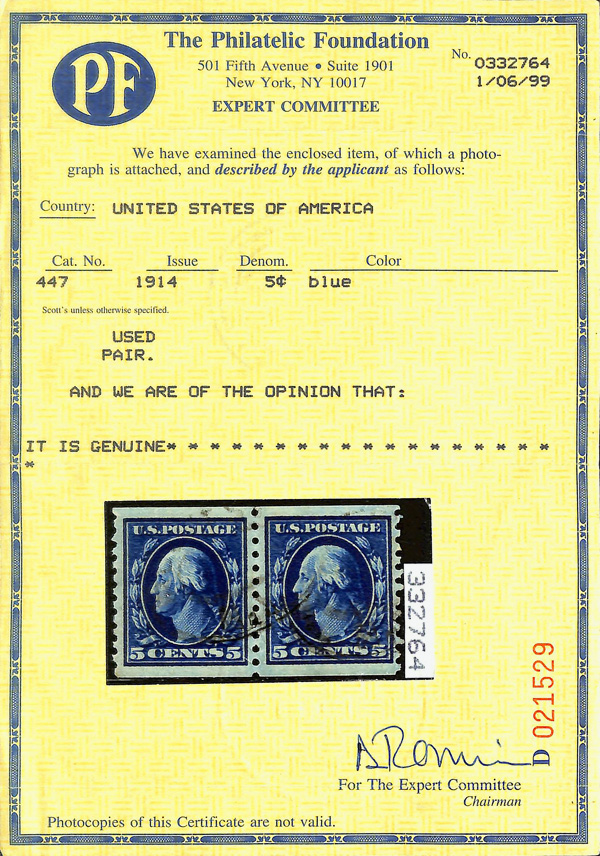 PF
The Philatelic Foundation
501 Fifth Avenue • Suite 1901
New York, NY 10017
EXPERT COMMITTEE
No. 0332764
1/06/99
We have examined the enclosed item, of which a photo-
graph is attached, and described by the applicant as follows:
Country: UNITED STATES OF AMERICA
Cat. No. Issue Denom. Color
447 1914 5¢ blue
Scott's unless otherwise specified.
USED
PAIR.
AND WE ARE OF THE OPINION THAT:
IT IS GENUINE* * * * * * * * * * * * * * * * * *
*
U.S.POSTAGE U.S.POSTAGE
5 CENTS 5 5 CENTS 5
332764
D 021529
For The Expert Committee
Chairman
Photocopies of this Certificate are not valid.